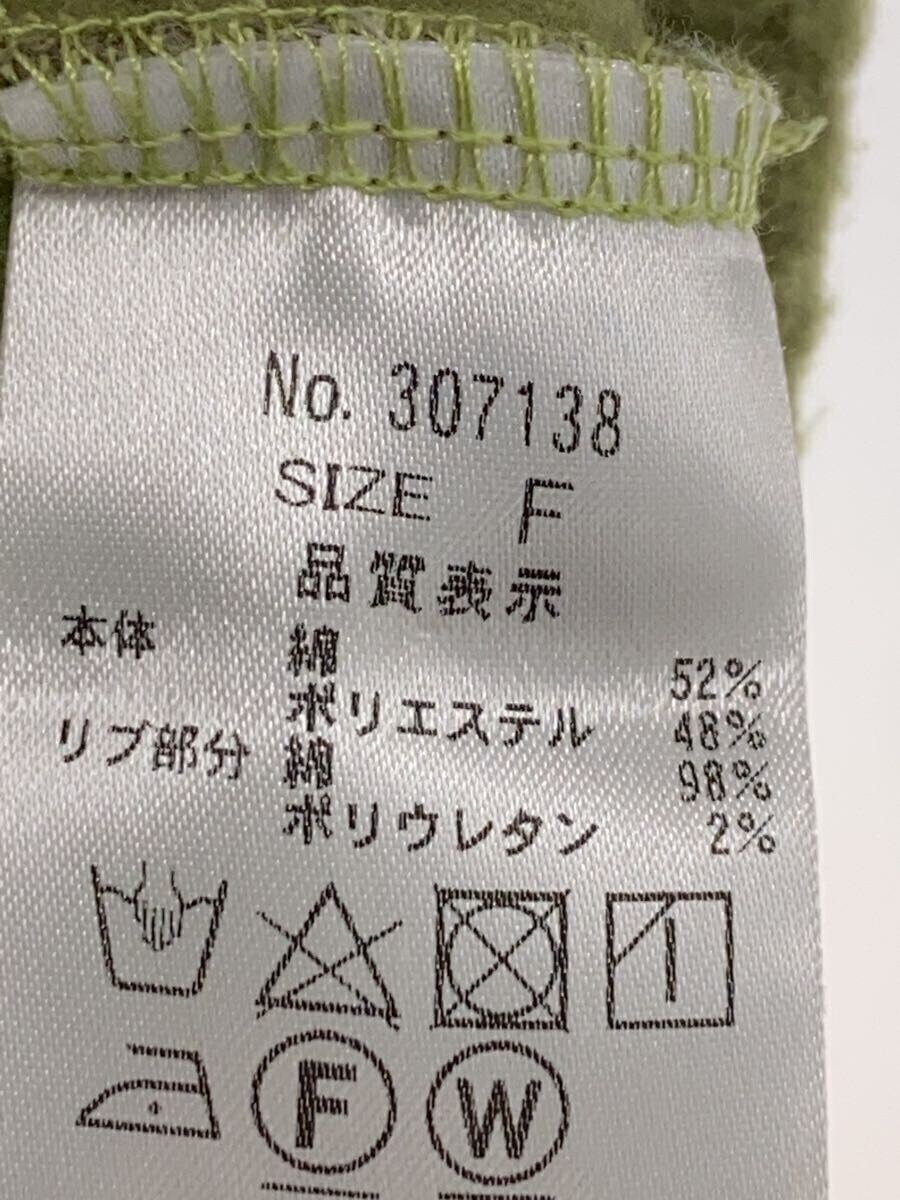 No. 307138
SIZE F
品質表示
本体 綿 52%
ポリエステル 48%
リブ部分 綿 98%
ポリウレタン 2%
F W